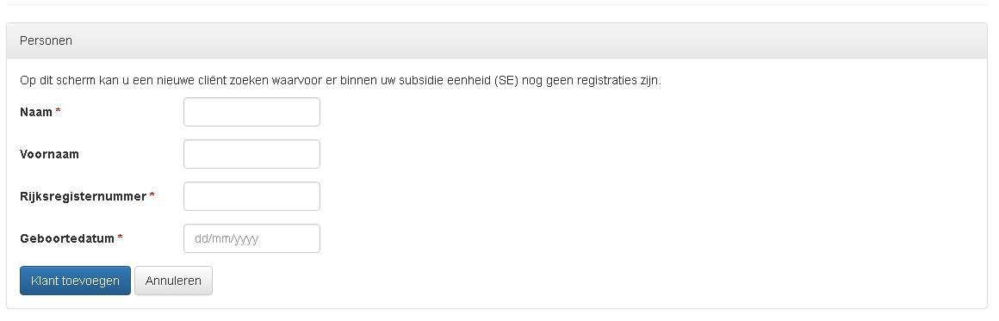 Personen
Op dit scherm kan u een nieuwe cliënt zoeken waarvoor er binnen uw subsidie eenheid (SE) nog geen registraties zijn.
Naam *
Voornaam
Rijksregisternummer *
Geboortedatum * dd/mm/yyyy
Klant toevoegen Annuleren